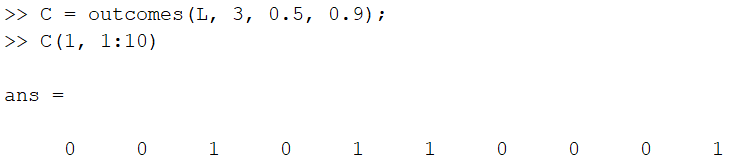 >> C = outcomes(L, 3, 0.5, 0.9);
>> C(1, 1:10)
ans =
0 0 1 0 1 1 0 0 0 1